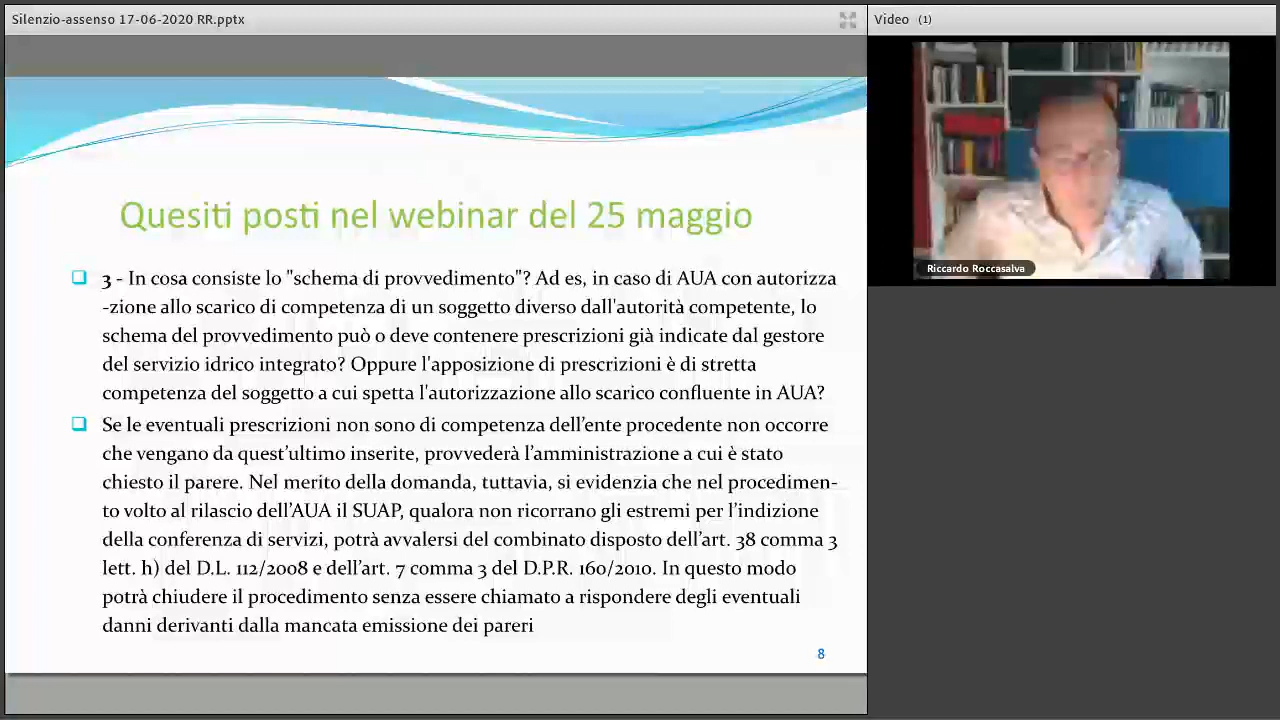 Silenzio-assenso 17-06-2020 RR.pptx
Video (1)
Riccardo Roccasalva
Quesiti posti nel webinar del 25 maggio
3 - In cosa consiste lo "schema di provvedimento"? Ad es, in caso di AUA con autorizza
-zione allo scarico di competenza di un soggetto diverso dall'autorità competente, lo
schema del provvedimento può o deve contenere prescrizioni già indicate dal gestore
del servizio idrico integrato? Oppure l'apposizione di prescrizioni è di stretta
competenza del soggetto a cui spetta l'autorizzazione allo scarico confluente in AUA?
Se le eventuali prescrizioni non sono di competenza dell’ente procedente non occorre
che vengano da quest’ultimo inserite, provvederà l’amministrazione a cui è stato
chiesto il parere. Nel merito della domanda, tuttavia, si evidenzia che nel procedimen-
to volto al rilascio dell’AUA il SUAP, qualora non ricorrano gli estremi per l’indizione
della conferenza di servizi, potrà avvalersi del combinato disposto dell’art. 38 comma 3
lett. h) del D.L. 112/2008 e dell’art. 7 comma 3 del D.P.R. 160/2010. In questo modo
potrà chiudere il procedimento senza essere chiamato a rispondere degli eventuali
danni derivanti dalla mancata emissione dei pareri
8